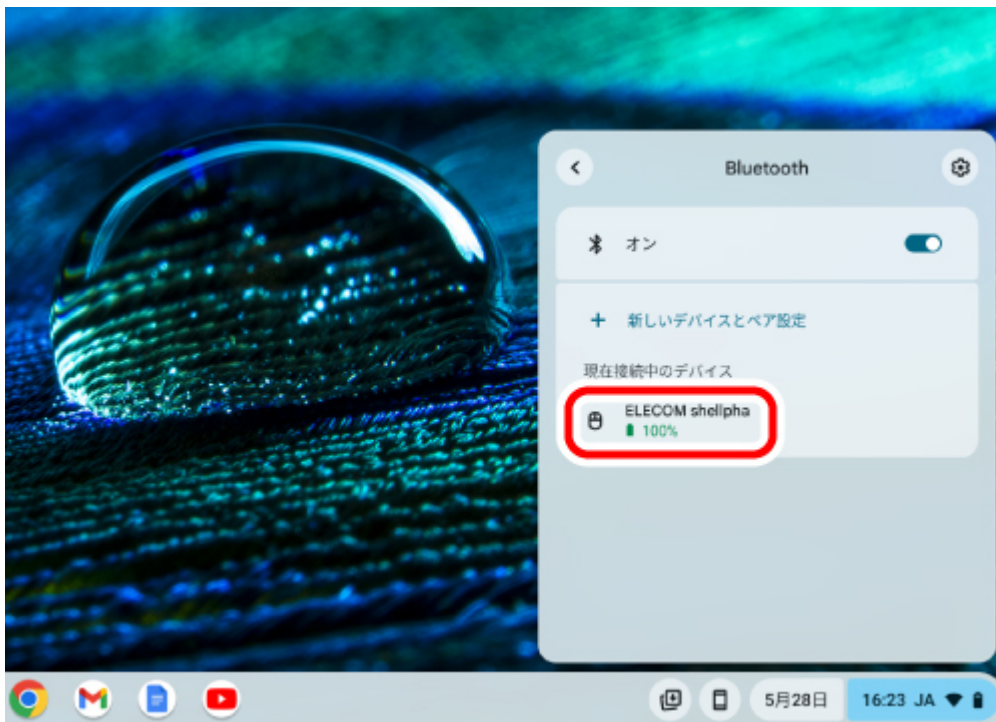 Bluetooth
オン
新しいデバイスとペア設定
現在接続中のデバイス
ELECOM shellpha
100%
5月28日
16:23 JA